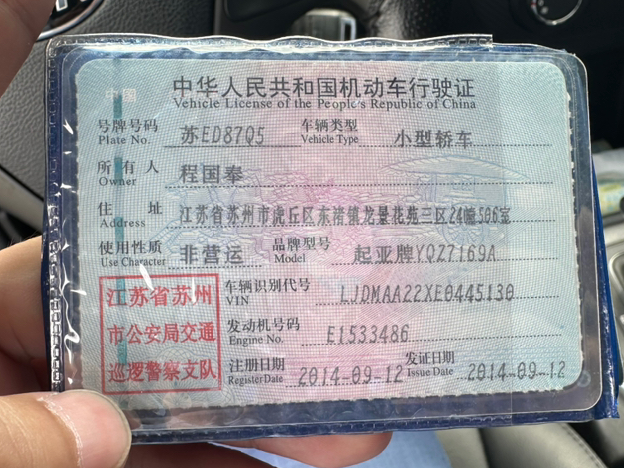 中国
中华人民共和国机动车行驶证
Vehicle License of the People's Republic of China
号牌号码 苏ED87Q5 车辆类型 小型轿车
Plate No. Vehicle Type
所有人 程国奉
Owner
住址 江苏省苏州市虎丘区东渚镇龙景花苑三区24幢506室
Address
使用性质 非营运 品牌型号 起亚牌YQZ7169A
Use Character Model
江苏省苏州
市公安局交通
巡逻警察支队
车辆识别代号 LJDMAA22XE0445130
VIN
发动机号码 E1533486
Engine No.
注册日期 2014-09-12 发证日期 2014-09-12
Register Date Issue Date